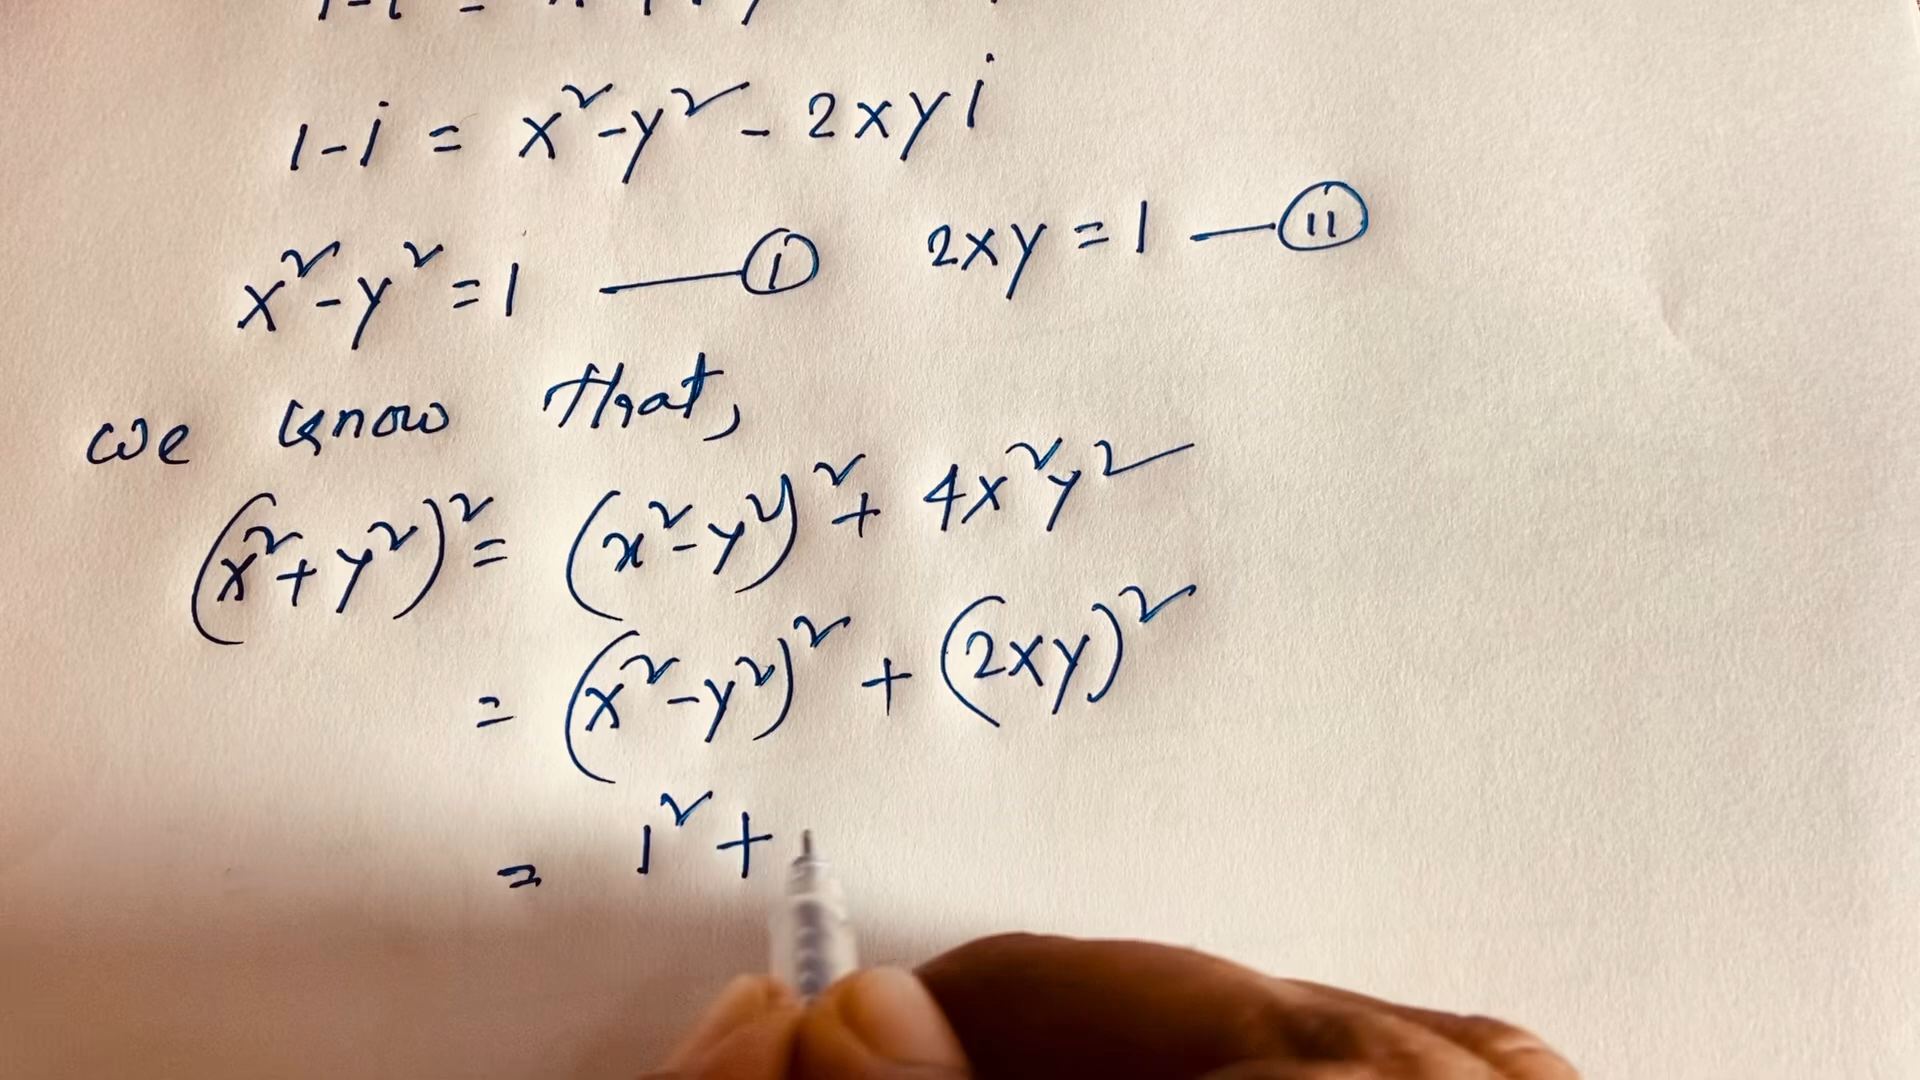 1-i = x²-y² - 2xyi
x²-y² = 1 — (i) 2xy = 1 — (ii)
We know that,
(x²+y²)² = (x²-y²)² + 4x²y²
= (x²-y²)² + (2xy)²
= 1² +